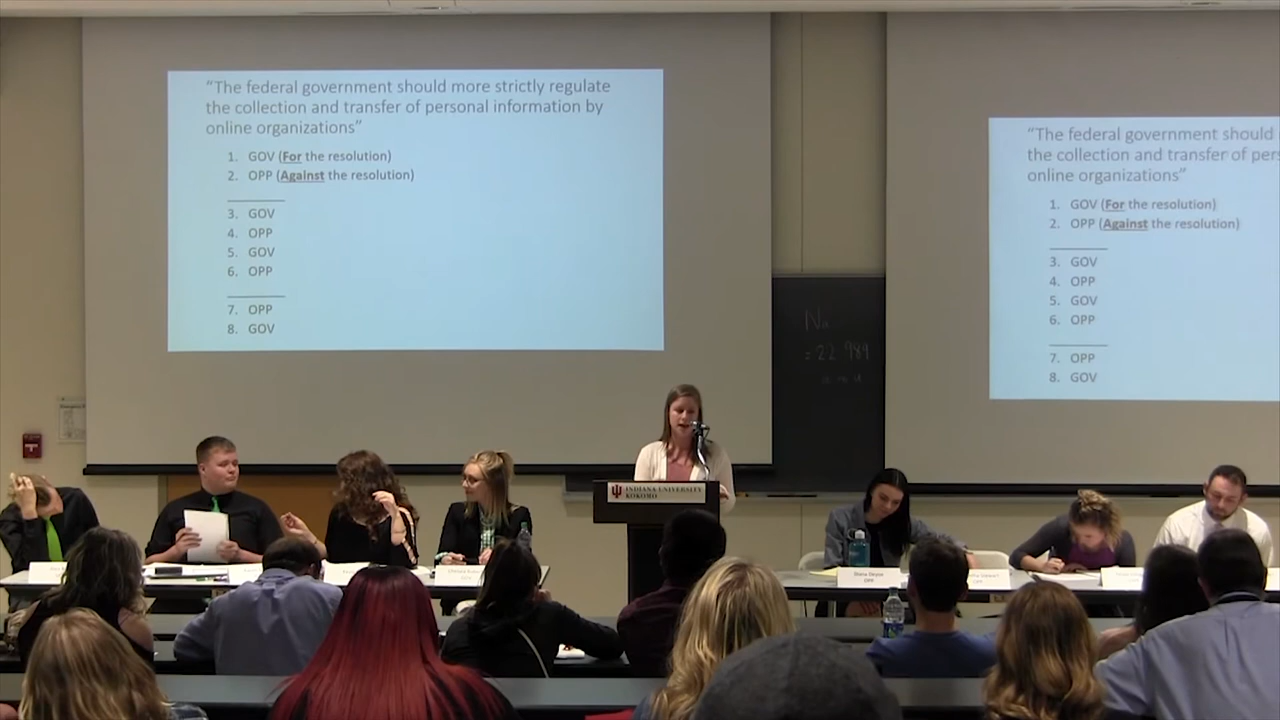 “The federal government should more strictly regulate
the collection and transfer of personal information by
online organizations”
1. GOV (For the resolution)
2. OPP (Against the resolution)
3. GOV
4. OPP
5. GOV
6. OPP
7. OPP
8. GOV
“The federal government should
the collection and transfer of pers
online organizations”
1. GOV (For the resolution)
2. OPP (Against the resolution)
3. GOV
4. OPP
5. GOV
6. OPP
7. OPP
8. GOV
Na
= 22 989
INDIANA UNIVERSITY
KOKOMO
OPP